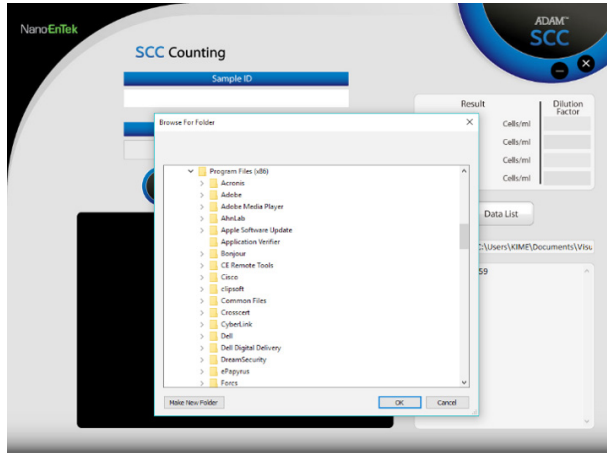 NanoEnTek
ADAM™
SCC
SCC Counting
Sample ID
Result
Dilution
Factor
Cells/ml
Cells/ml
Cells/ml
Cells/ml
Data List
C:\Users\KIME\Documents\Visu
59
Browse For Folder
Program Files (x86)
Acronis
Adobe
Adobe Media Player
AhnLab
Apple Software Update
Application Verifier
Bonjour
CE Remote Tools
Cisco
clipsoft
Common Files
Crosscert
CyberLink
Dell
Dell Digital Delivery
DreamSecurity
ePapyrus
Forcs
Make New Folder
OK
Cancel